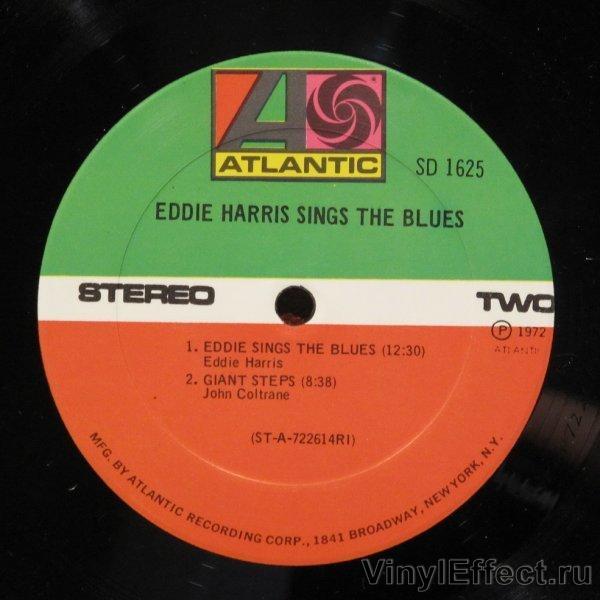 ATLANTIC
SD 1625
EDDIE HARRIS SINGS THE BLUES
STEREO
TWO
Ⓟ 1972
ATLANTIC
1. EDDIE SINGS THE BLUES (12:30)
Eddie Harris
2. GIANT STEPS (8:38)
John Coltrane
(ST-A-722614RI)
MFG. BY ATLANTIC RECORDING CORP., 1841 BROADWAY, NEW YORK, N.Y.
VinylEffect.ru